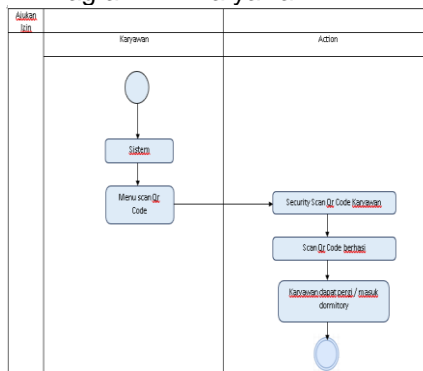 Ajukan
Izin
Karyawan
Action
Sistem
Menu scan Qr
Code
Security Scan Qr Code Karyawan
Scan Qr Code berhasi
Karyawan dapat pergi / masuk
dormitory